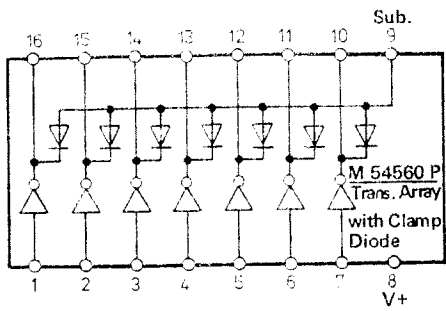 Sub.
16 15 14 13 12 11 10 9
M 54560 P
Trans. Array
with Clamp
Diode
1 2 3 4 5 6 7 8
V+